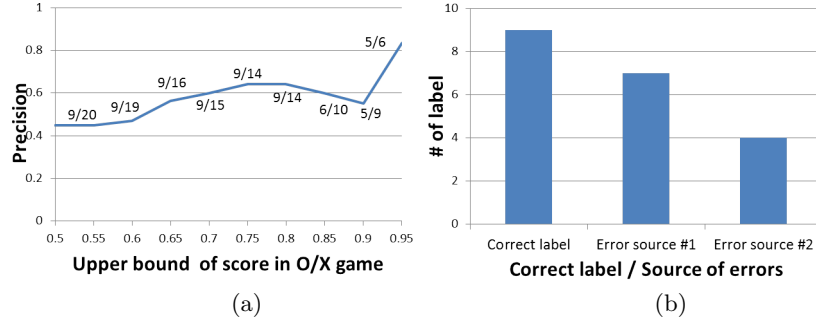 1
0.8
0.6
0.4
0.2
0
Precision
9/20
9/19
9/16
9/15
9/14
9/14
6/10
5/9
5/6
0.5 0.55 0.6 0.65 0.7 0.75 0.8 0.85 0.9 0.95
Upper bound of score in O/X game
(a)
10
8
6
4
2
0
# of label
Correct label Error source #1 Error source #2
Correct label / Source of errors
(b)